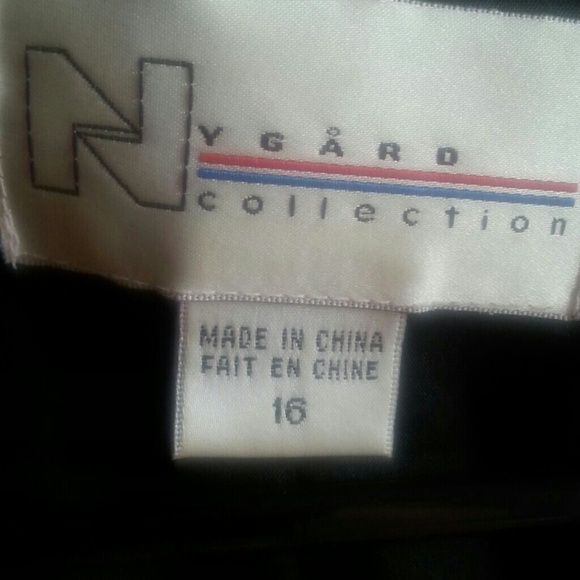 NYGÅRD
collection
MADE IN CHINA
FAIT EN CHINE
16